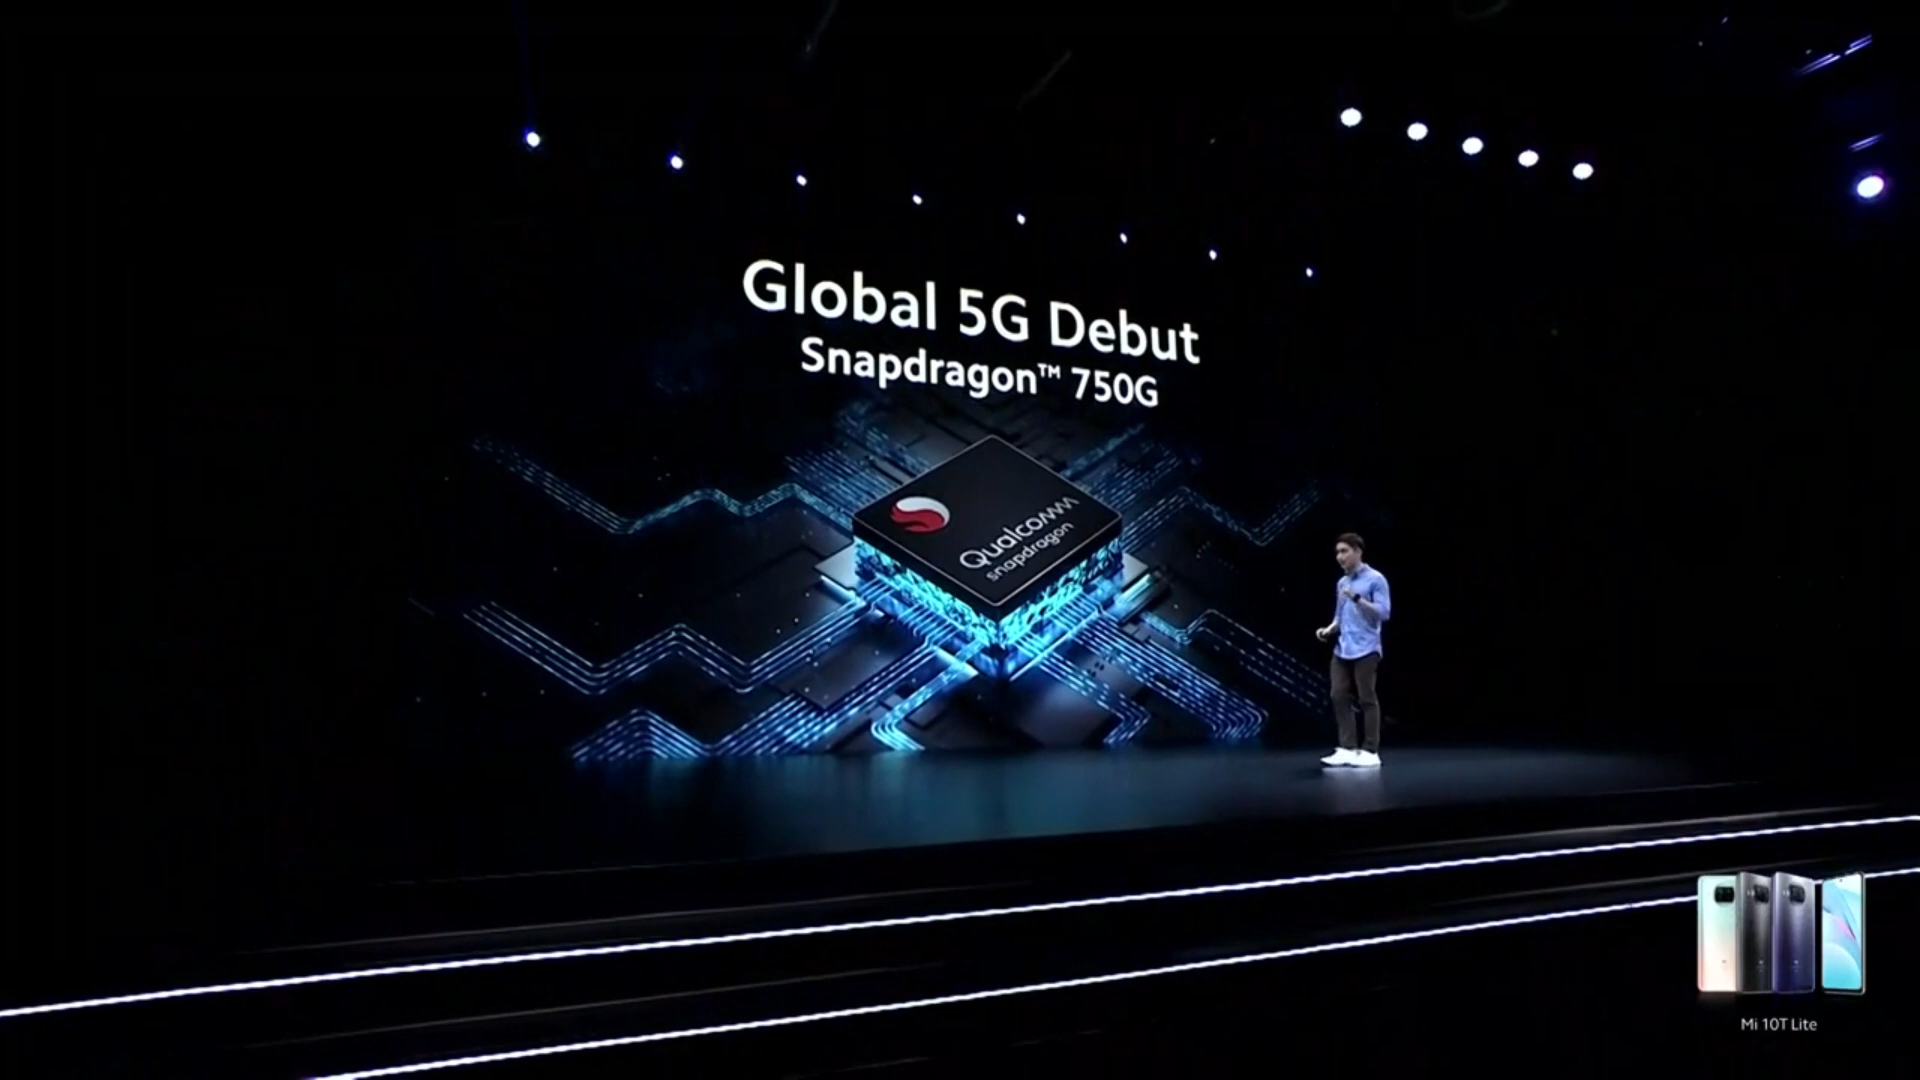 Global 5G Debut
Snapdragon™ 750G
Qualcomm
snapdragon
Mi 10T Lite